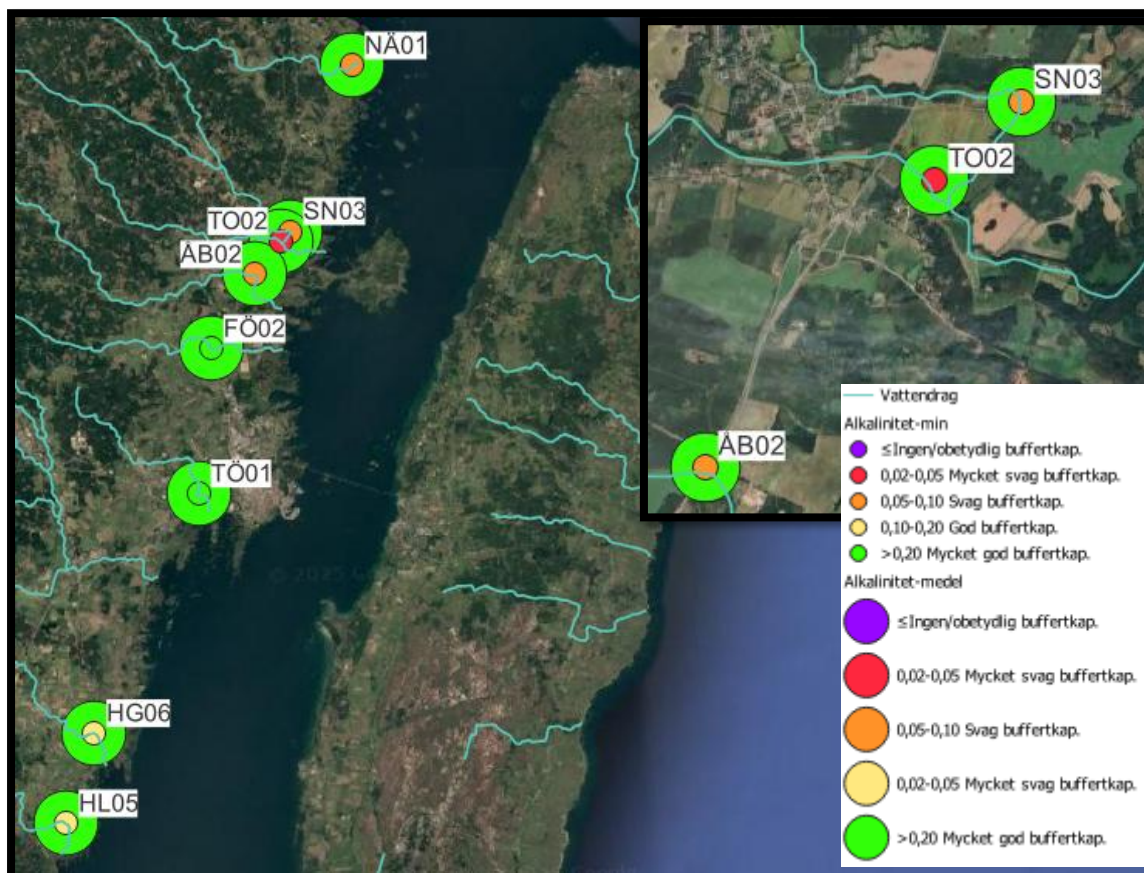 NÄ01
SN03
TO02
ÅB02
FÖ02
TÖ01
HG06
HL05
SN03
TO02
ÅB02
Vattendrag
Alkalinitet-min
≤Ingen/obetydlig buffertkap.
0,02-0,05 Mycket svag buffertkap.
0,05-0,10 Svag buffertkap.
0,10-0,20 God buffertkap.
>0,20 Mycket god buffertkap.
Alkalinitet-medel
≤Ingen/obetydlig buffertkap.
0,02-0,05 Mycket svag buffertkap.
0,05-0,10 Svag buffertkap.
0,02-0,05 Mycket svag buffertkap.
>0,20 Mycket god buffertkap.